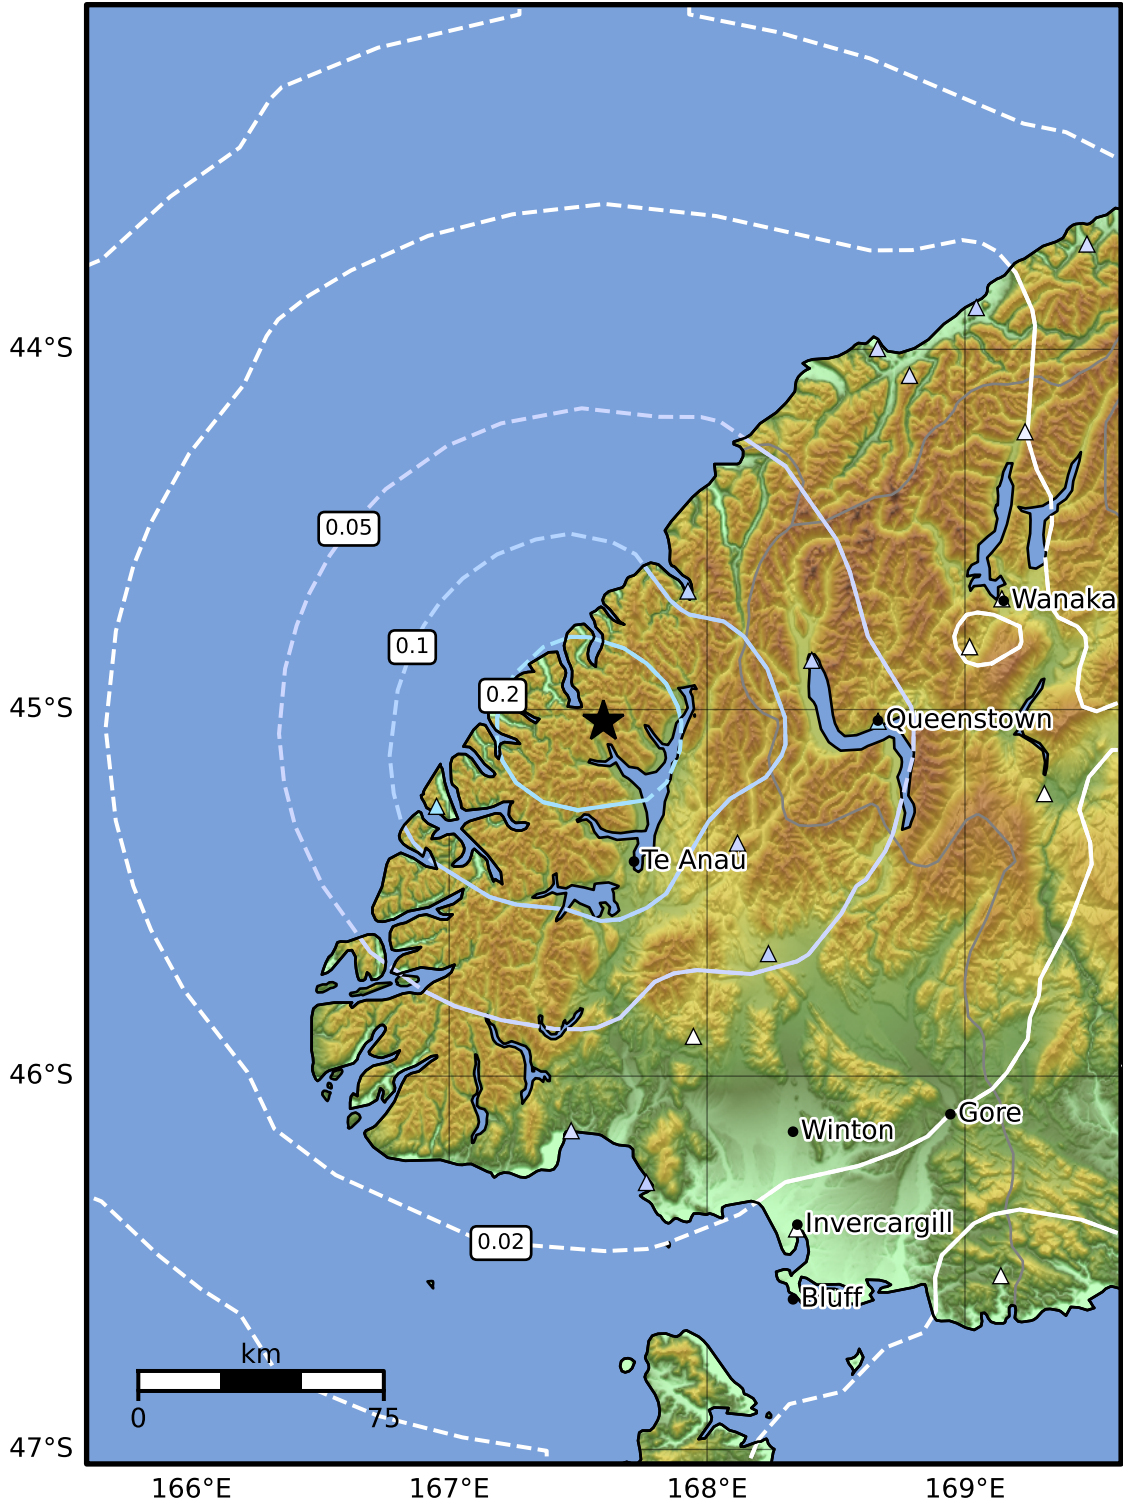 44°S
0.05
Wanaka
0.1
0.2
45°S
Queenstown
Te Anau
46°S
Gore
Winton
Invercargill
0.02
Bluff
km
0
75
47°S
166°E
167°E
168°E
169°E